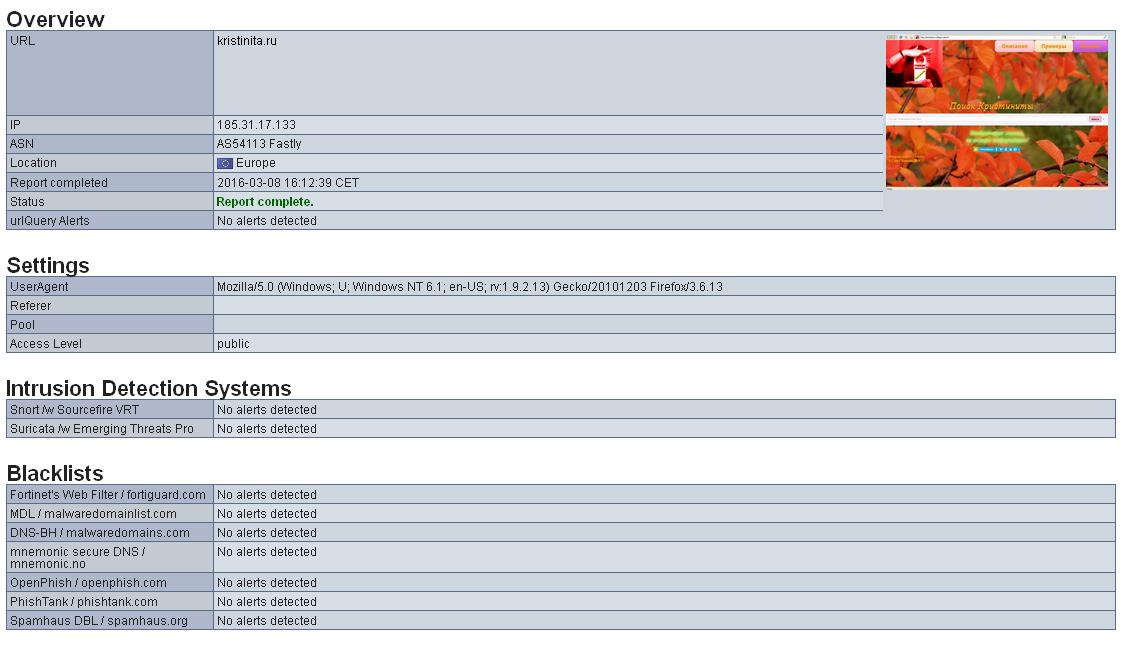 Overview
URL kristinita.ru
Описание Примеры
Поиск Кристиниты
IP 185.31.17.133
ASN AS54113 Fastly
Location Europe
Report completed 2016-03-08 16:12:39 CET
Status Report complete.
urlQuery Alerts No alerts detected
Settings
UserAgent Mozilla/5.0 (Windows; U; Windows NT 6.1; en-US; rv:1.9.2.13) Gecko/20101203 Firefox/3.6.13
Referer
Pool
Access Level public
Intrusion Detection Systems
Snort /w Sourcefire VRT No alerts detected
Suricata /w Emerging Threats Pro No alerts detected
Blacklists
Fortinet's Web Filter / fortiguard.com No alerts detected
MDL / malwaredomainlist.com No alerts detected
DNS-BH / malwaredomains.com No alerts detected
mnemonic secure DNS / No alerts detected
mnemonic.no
OpenPhish / openphish.com No alerts detected
PhishTank / phishtank.com No alerts detected
Spamhaus DBL / spamhaus.org No alerts detected